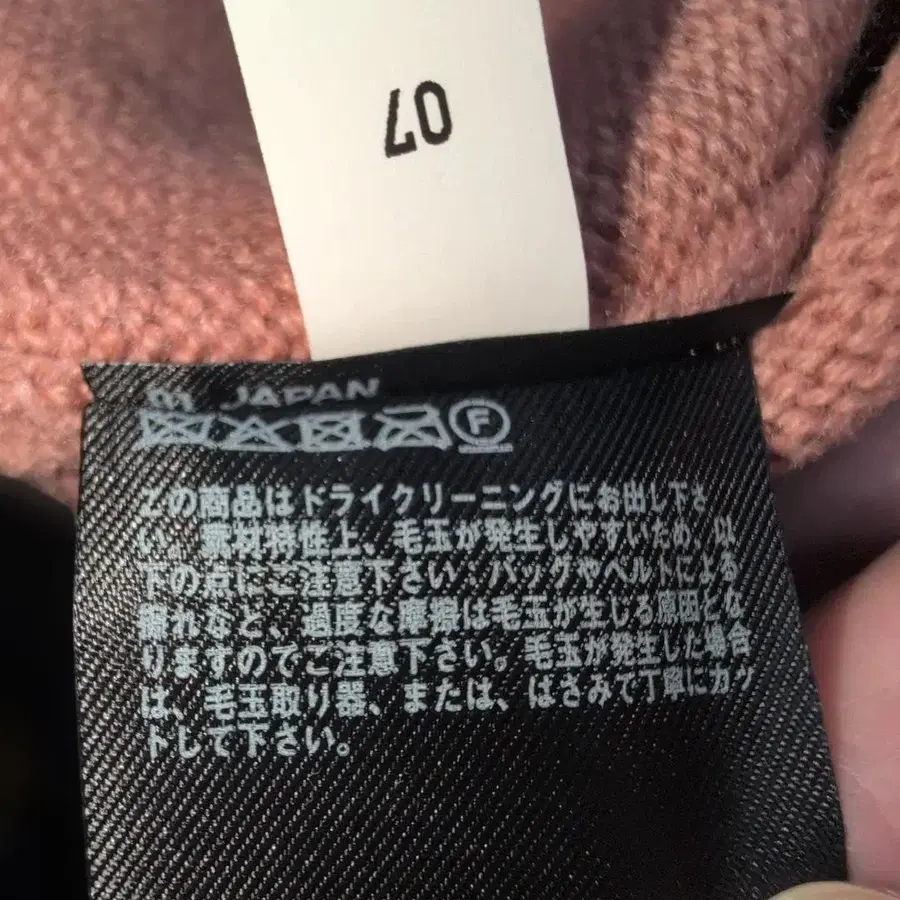 07
JAPAN
F
この商品はドライクリーニングにお出し下さ
い。素材特性上、毛玉が発生しやすいため、以
下の点にご注意下さい：バッグやベルトによる
擦れなど、過度な摩擦は毛玉が生じる原因とな
りますのでご注意下さい。毛玉が発生した場合
は、毛玉取り器、または、はさみで丁寧にカッ
トして下さい。